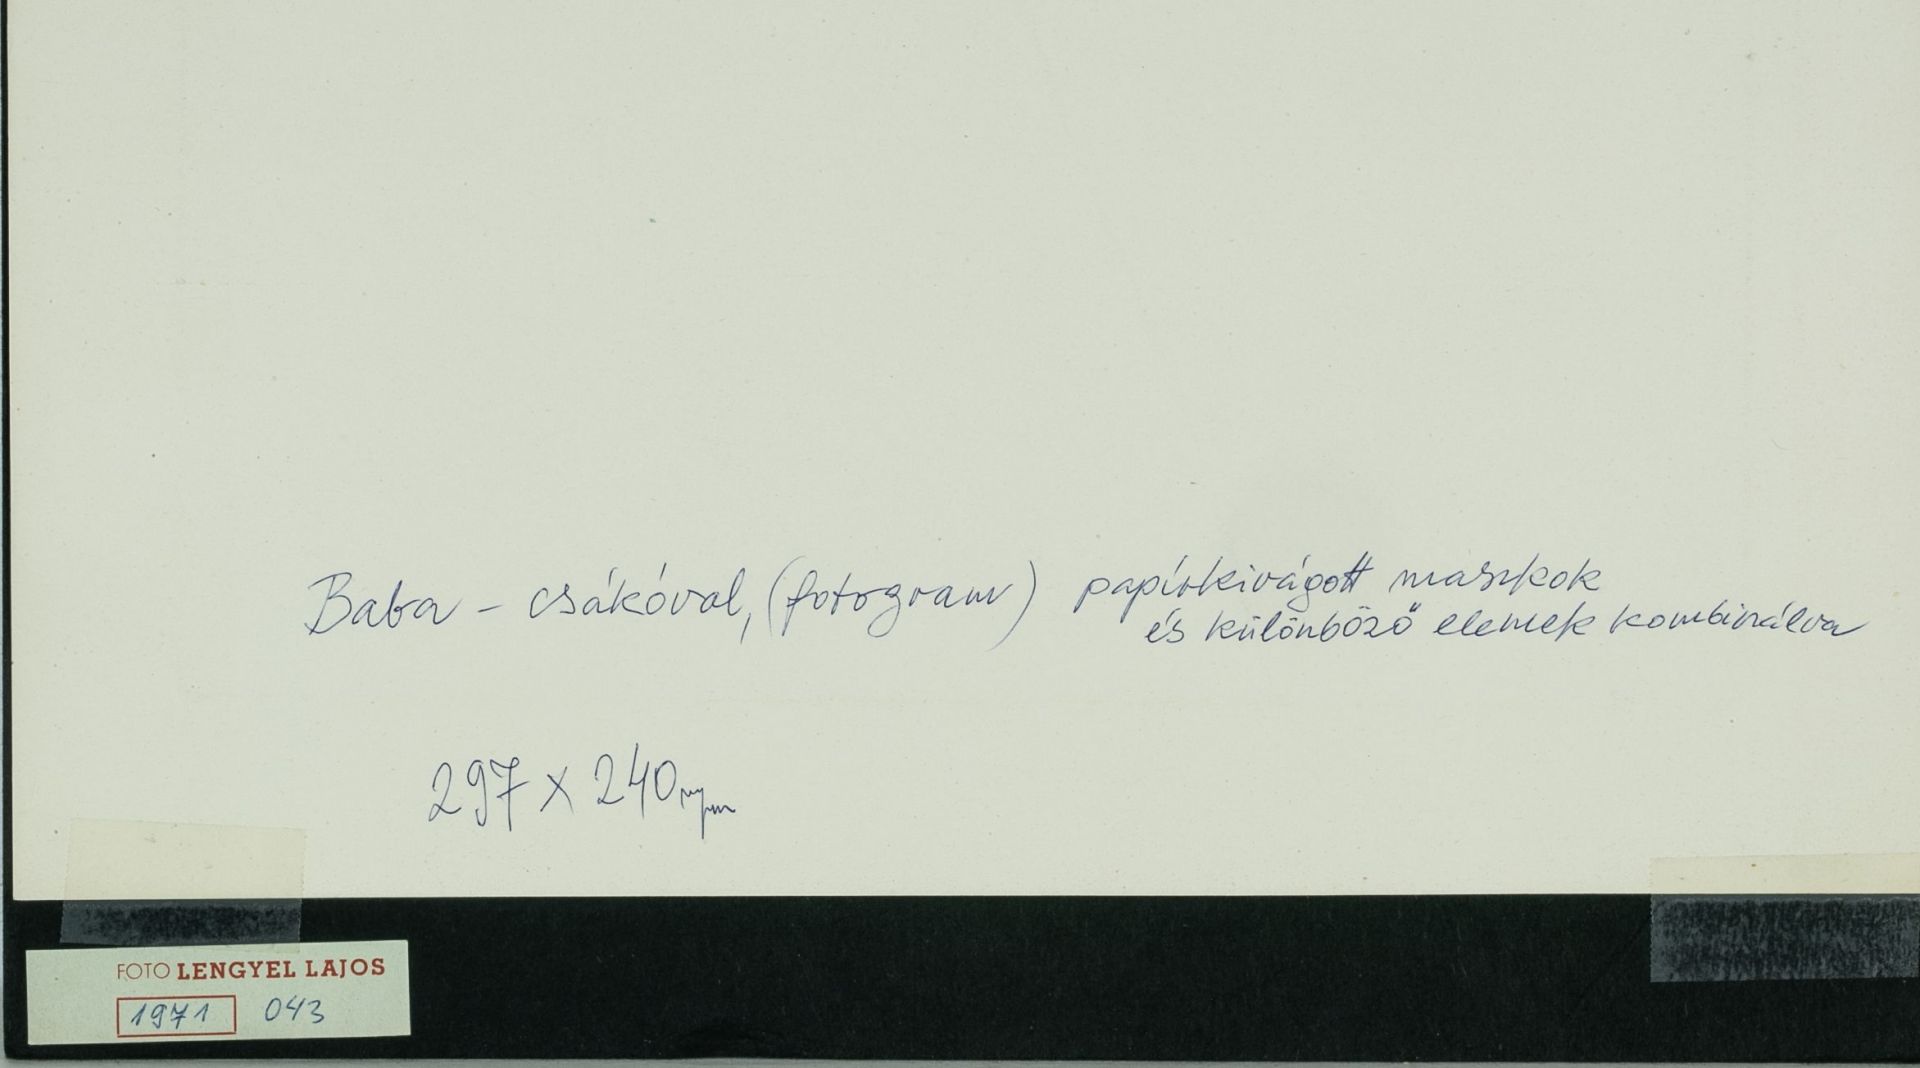 Baba - csákóval, (fotogram) papírkivágott maszkok
és különböző elemek kombinálva
297 x 240 mm
FOTO LENGYEL LAJOS
1971 043